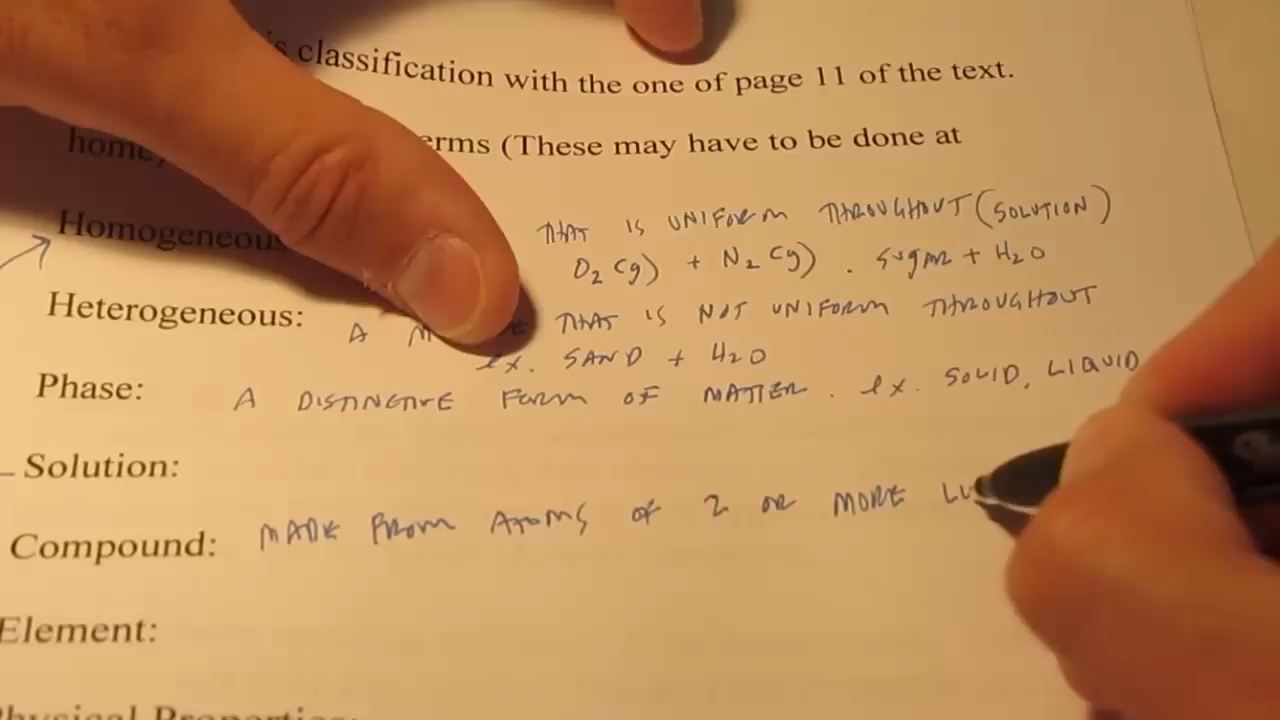 s classification with the one of page 11 of the text.
erms (These may have to be done at
home)
Homogeneous THAT IS UNIFORM THROUGHOUT (SOLUTION)
O2(g) + N2(g). sugar + H2O
Heterogeneous: A M THAT IS NOT UNIFORM THROUGHOUT
ex. SAND + H2O
Phase: A DISTINCTIVE FORM OF MATTER. ex. SOLID, LIQUID
Solution:
Compound: MADE FROM ATOMS OF 2 OR MORE
Element:
Physical Properties: